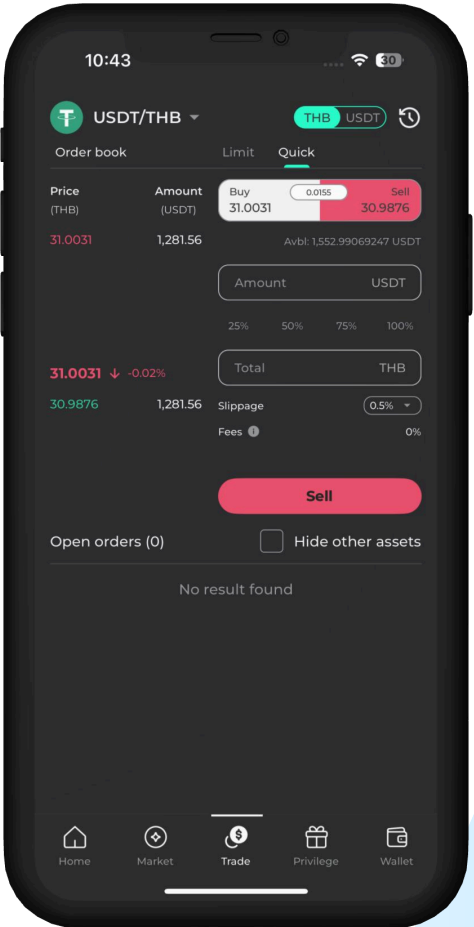 10:43
30
USDT/THB
THB USDT
Order book
Limit Quick
Price Amount
(THB) (USDT)
Buy 0.0155 Sell
31.0031 30.9876
31.0031 1,281.56
Avbl: 1,552.99069247 USDT
Amount USDT
25% 50% 75% 100%
31.0031 ↓ -0.02%
Total THB
30.9876 1,281.56
Slippage 0.5%
Fees 0%
Sell
Open orders (0)
Hide other assets
No result found
Home Market Trade Privilege Wallet